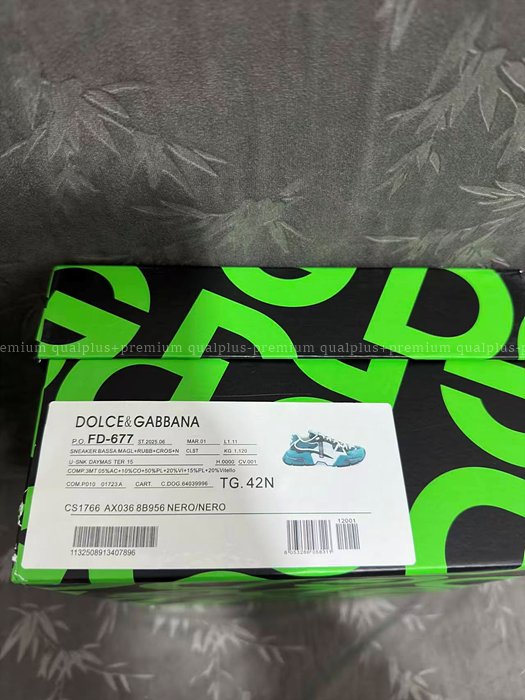 emium qualplus+premium qualplus+premium qualplus+premium qualplus+premium qu
DOLCE&GABBANA
P.O. FD-677 ST.2025.06 MAR.01 L1.11
SNEAKER BASSA MAGL+RUBB+CROS+N CLST KG 1,120
U-SNK DAYMAS TER 15 H.0000 CV.001
COMP.3MT 05%AC+10%CO+50%PL+20%VI+15%PL+20%Vitello
COM.P010 01723 A CART. C.DOG.64039996 TG. 42N
CS1766 AX036 8B956 NERO/NERO
12001
1132508913407896